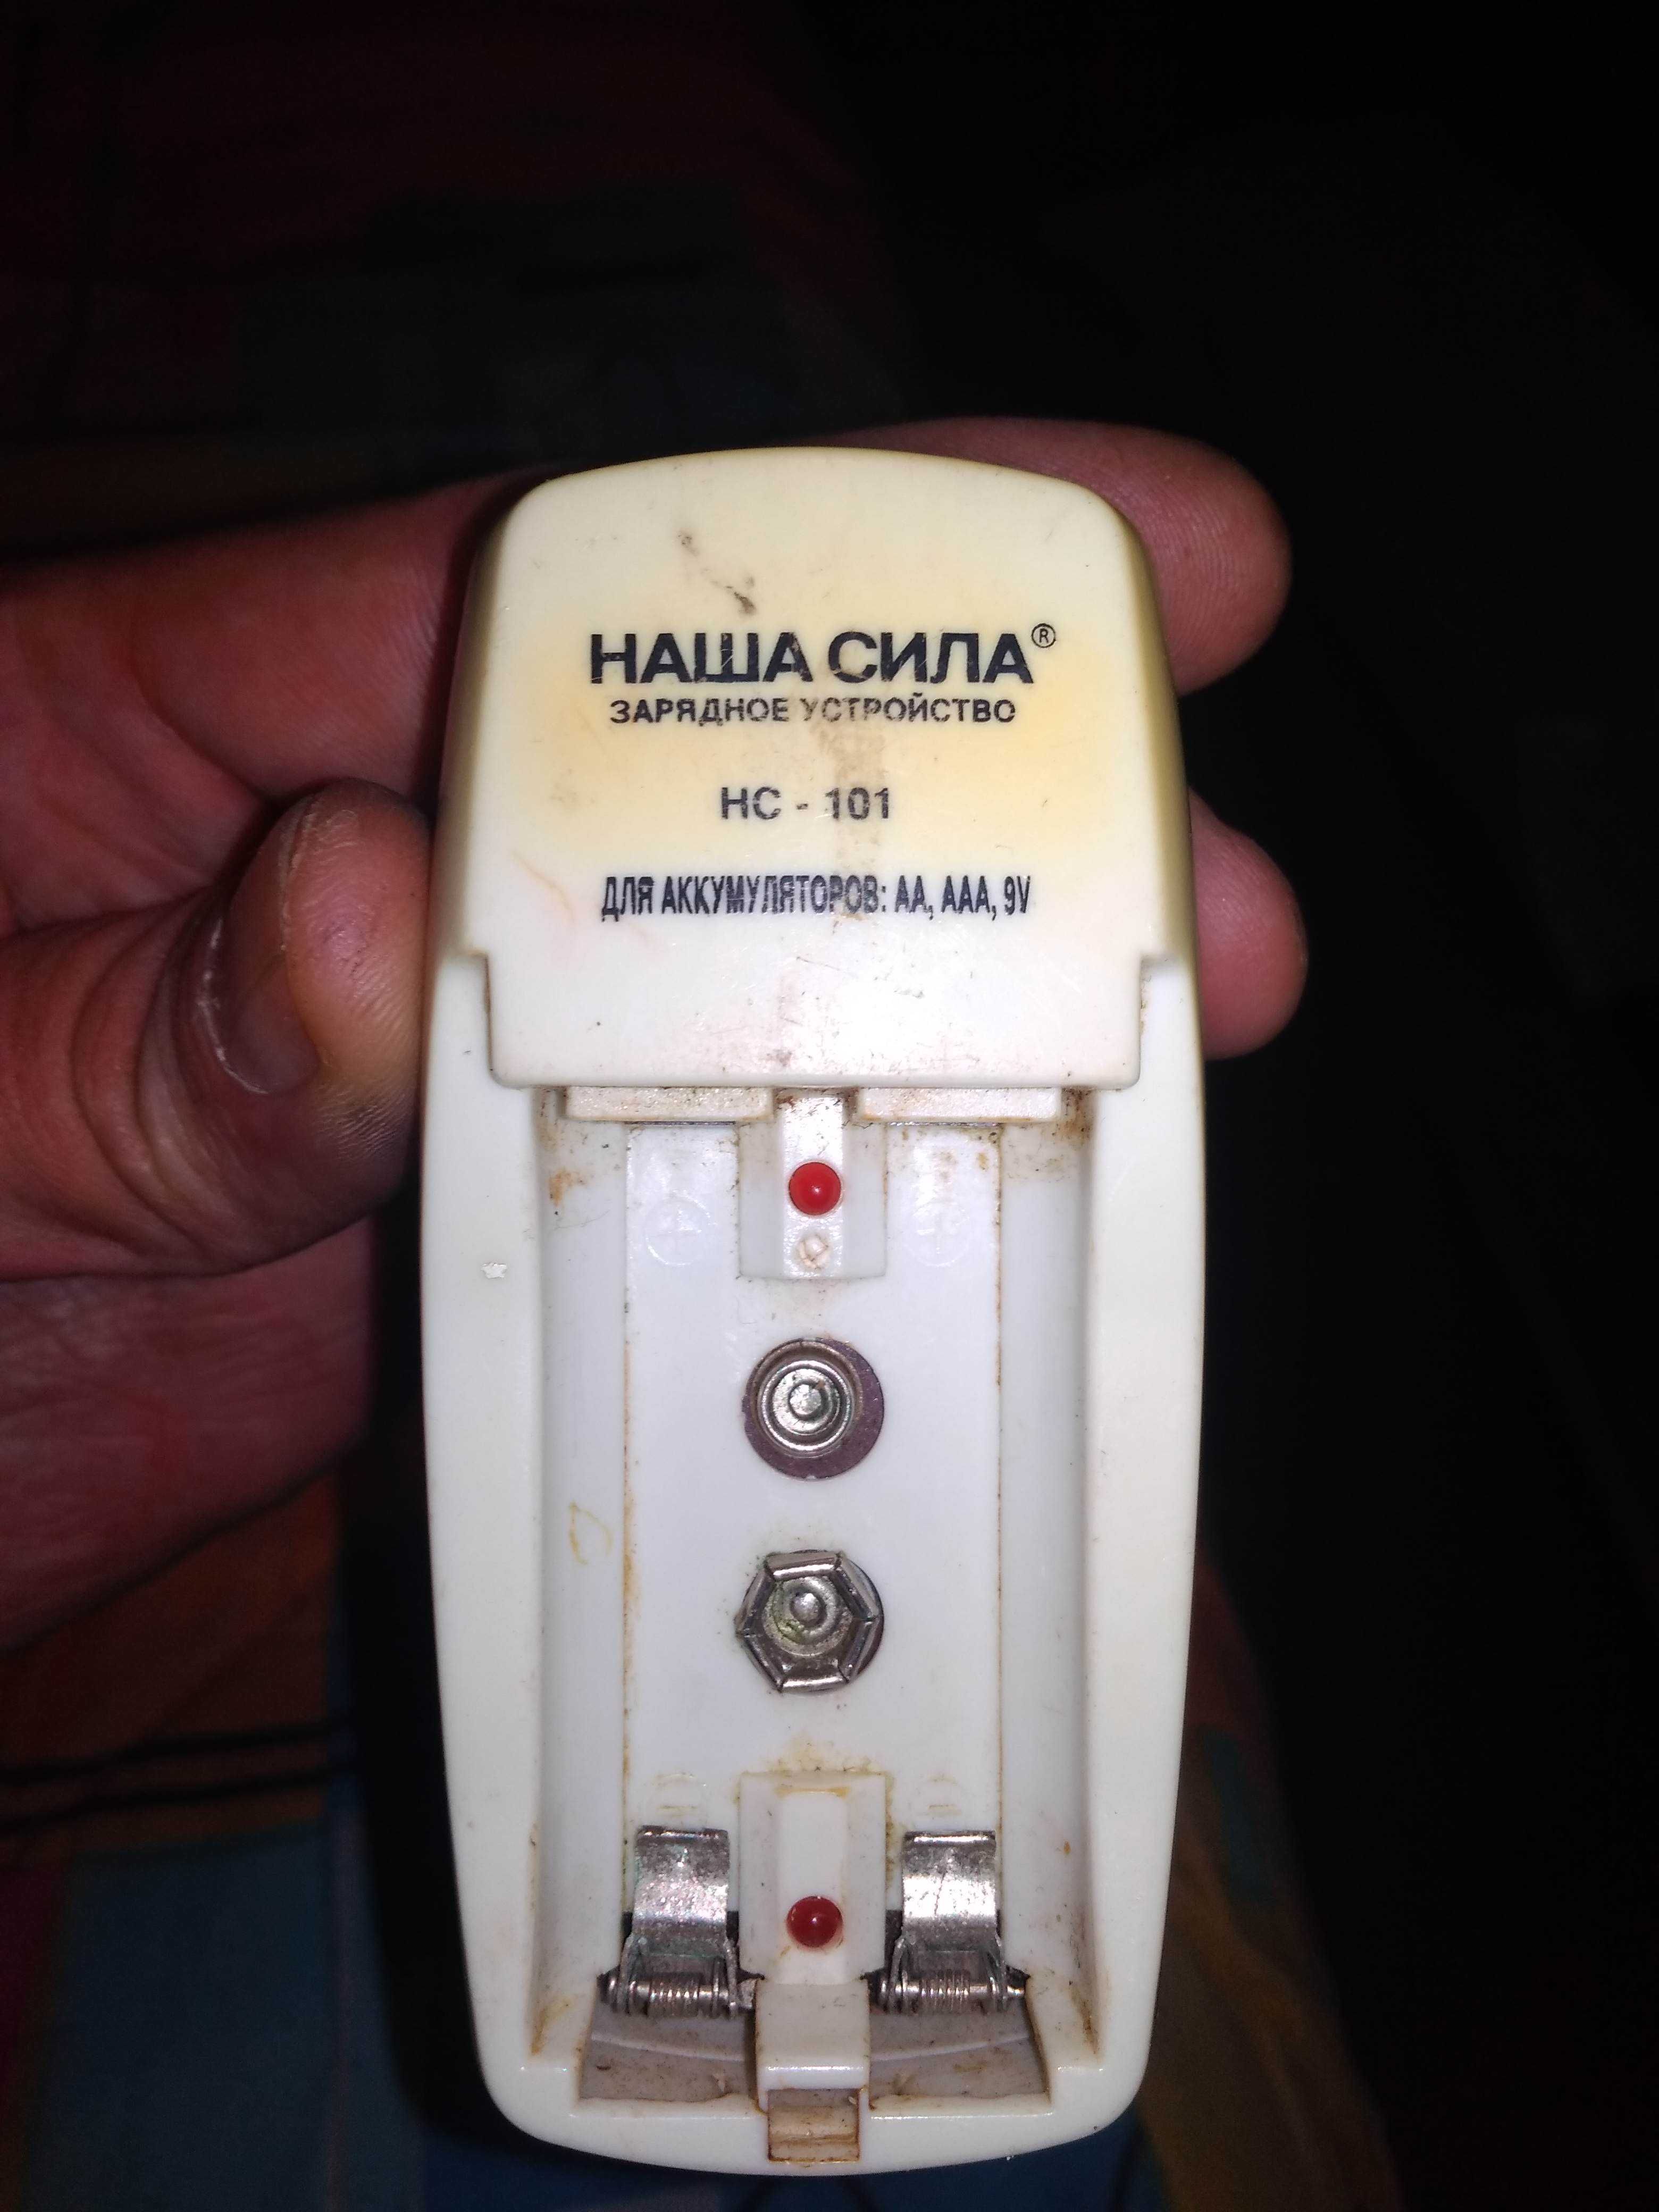 НАША СИЛА®
ЗАРЯДНОЕ УСТРОЙСТВО
НС - 101
ДЛЯ АККУМУЛЯТОРОВ: АА, ААА, 9V